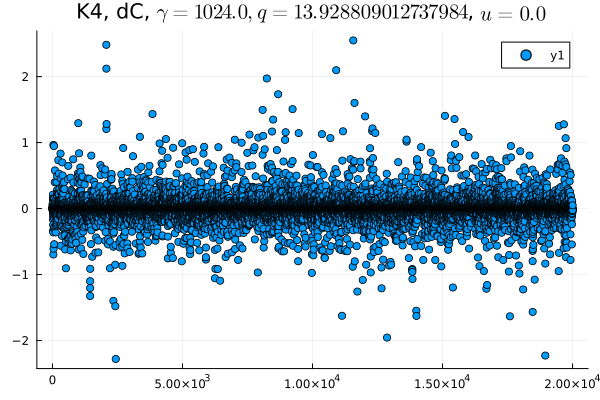 K4, dC, γ = 1024.0, q = 13.928809012737984, u = 0.0
y1
2
1
0
−1
−2
0 5.00×10³ 1.00×10⁴ 1.50×10⁴ 2.00×10⁴